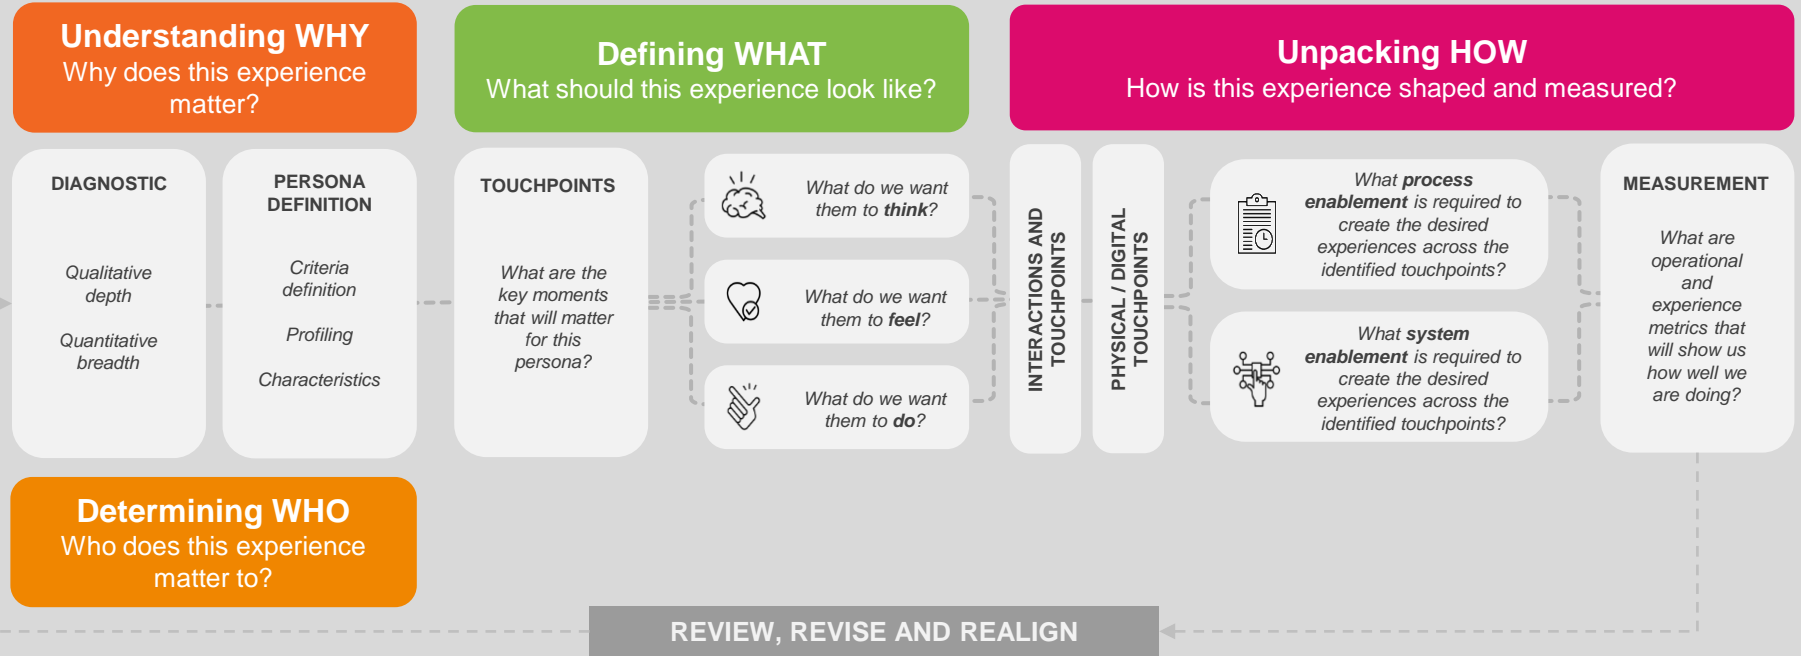 Understanding WHY
Why does this experience
matter?
Defining WHAT
What should this experience look like?
Unpacking HOW
How is this experience shaped and measured?
DIAGNOSTIC
Qualitative
depth
Quantitative
breadth
PERSONA
DEFINITION
Criteria
definition
Profiling
Characteristics
TOUCHPOINTS
What are the
key moments
that will matter
for this
persona?
What do we want
them to think?
What do we want
them to feel?
What do we want
them to do?
INTERACTIONS AND
TOUCHPOINTS
PHYSICAL / DIGITAL
TOUCHPOINTS
What process
enablement is required to
create the desired
experiences across the
identified touchpoints?
What system
enablement is required to
create the desired
experiences across the
identified touchpoints?
MEASUREMENT
What are
operational
and
experience
metrics that
will show us
how well we
are doing?
Determining WHO
Who does this experience
matter to?
REVIEW, REVISE AND REALIGN